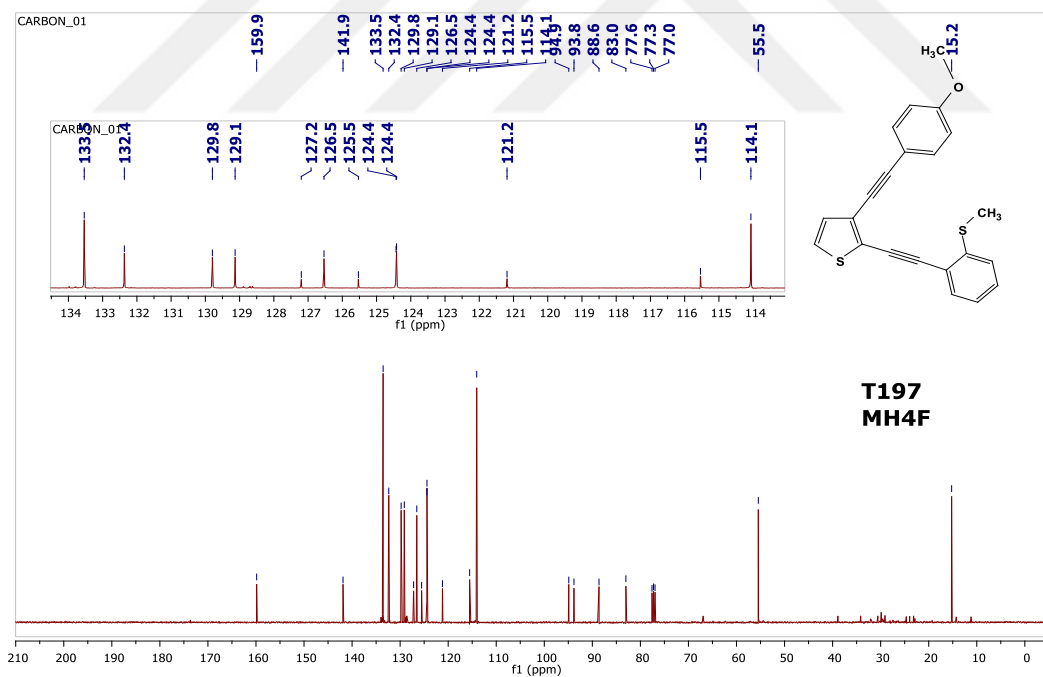 CARBON_01
159.9
141.9
133.5
132.4
129.8
129.1
126.5
124.4
124.4
121.2
115.5
114.1
94.9
93.8
88.6
83.0
77.6
77.3
77.0
55.5
15.2
CARBON_01
133.5
132.4
129.8
129.1
127.2
126.5
125.5
124.4
124.4
121.2
115.5
114.1
134 133 132 131 130 129 128 127 126 125 124 123 122 121 120 119 118 117 116 115 114
f1 (ppm)
H₃C
O
S
CH₃
S
T197
MH4F
210 200 190 180 170 160 150 140 130 120 110 100 90 80 70 60 50 40 30 20 10 0
f1 (ppm)